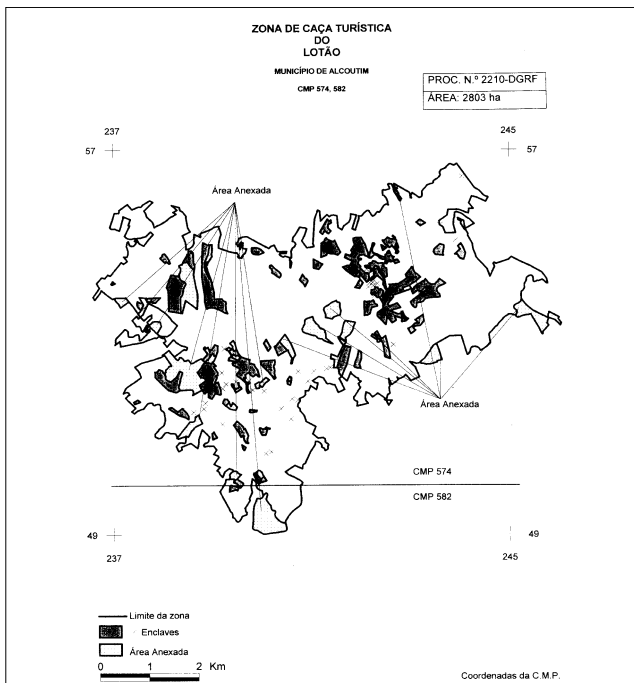 ZONA DE CAÇA TURÍSTICA
DO
LOTÃO
MUNICÍPIO DE ALCOUTIM
CMP 574, 582
PROC. N.º 2210-DGRF
ÁREA: 2803 ha
237
245
57
57
Área Anexada
Área Anexada
CMP 574
CMP 582
49
49
237
245
Limite da zona
Enclaves
Área Anexada
0 1 2 Km
Coordenadas da C.M.P.